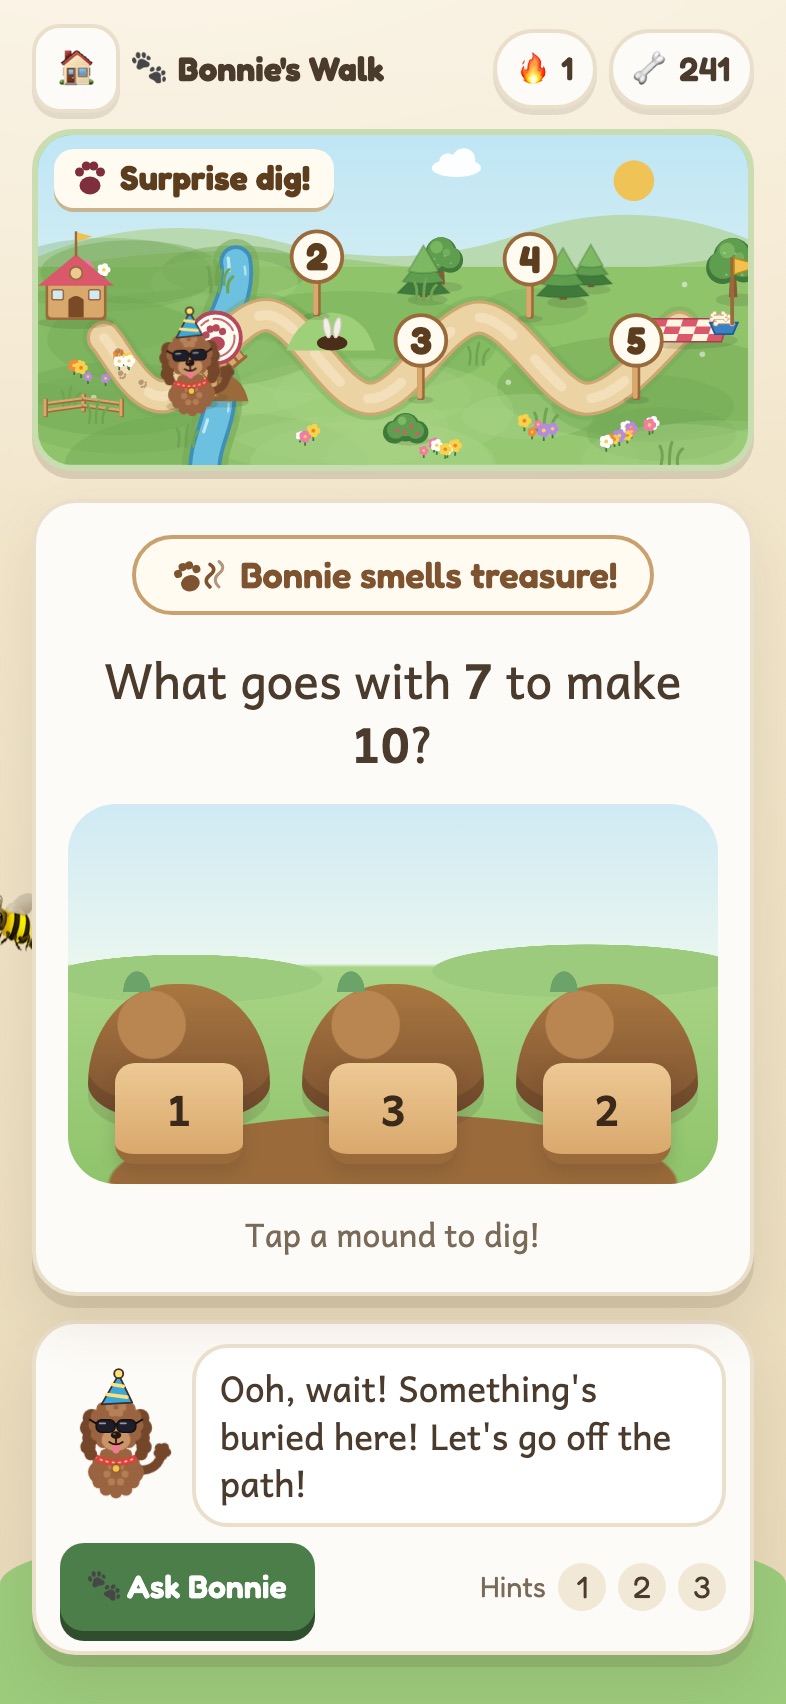 Bonnie's Walk
1
241
Surprise dig!
2
4
3
5
Bonnie smells treasure!
What goes with 7 to make
10?
1
3
2
Tap a mound to dig!
Ooh, wait! Something's
buried here! Let's go off the
path!
Ask Bonnie
Hints 1 2 3